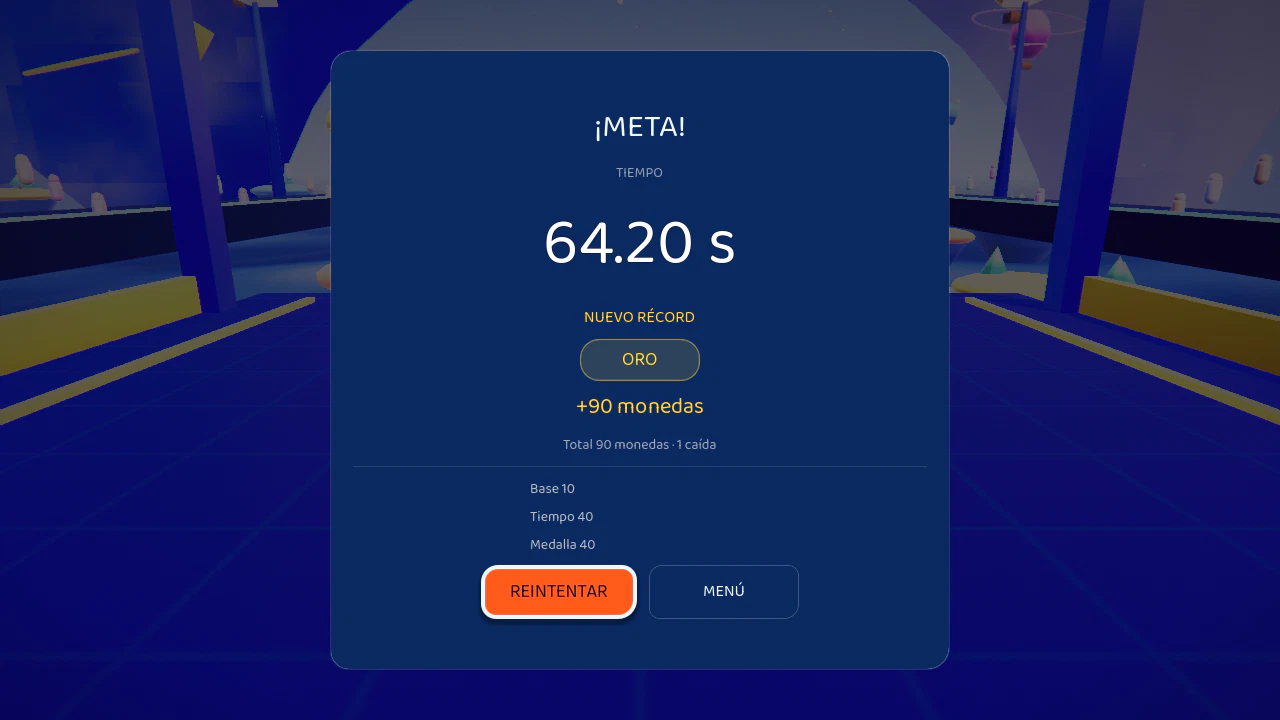 ¡META!
TIEMPO
64.20 s
NUEVO RÉCORD
ORO
+90 monedas
Total 90 monedas · 1 caída
Base 10
Tiempo 40
Medalla 40
REINTENTAR
MENÚ